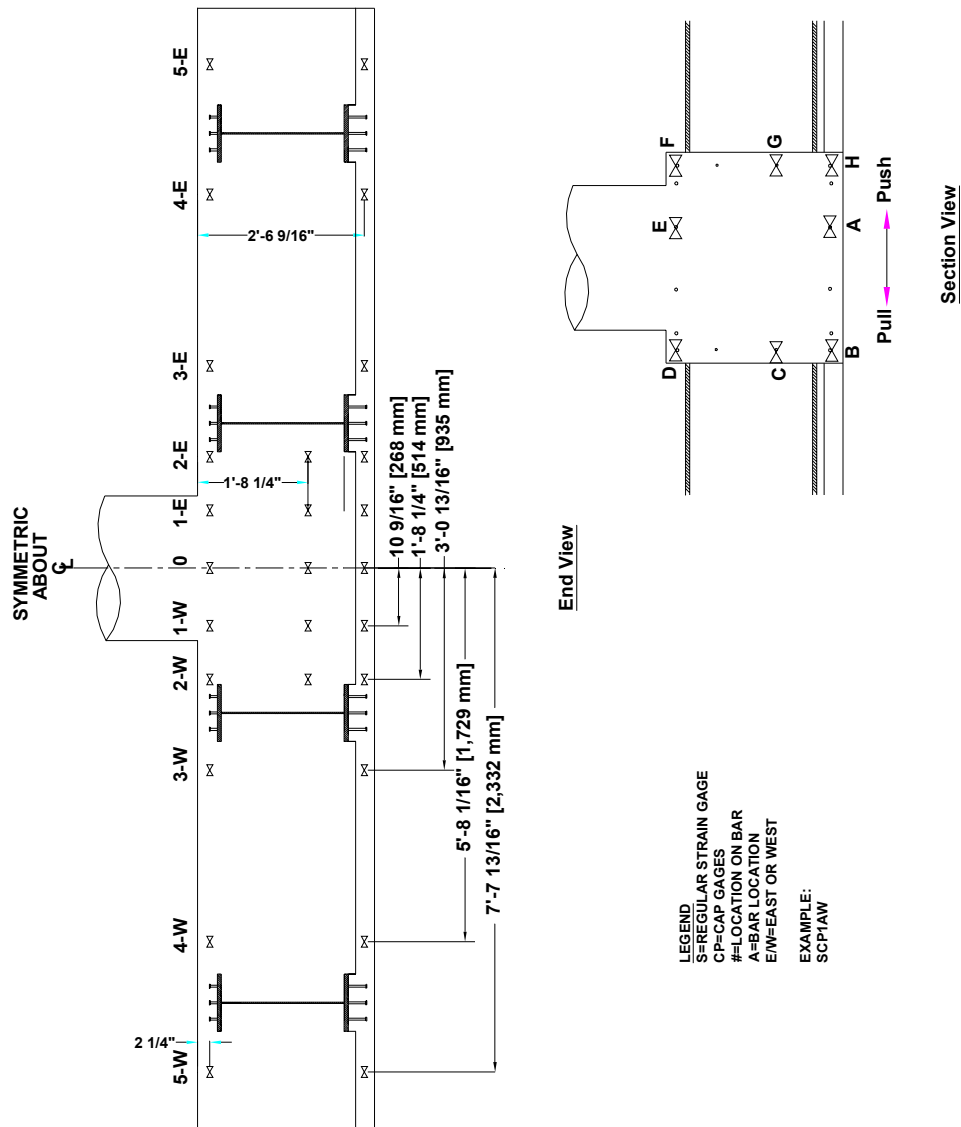 SYMMETRIC
ABOUT
CL
5-W
4-W
3-W
2-W
1-W
0
1-E
2-E
3-E
4-E
5-E
2 1/4"
1'-8 1/4"
2'-6 9/16"
10 9/16" [268 mm]
1'-8 1/4" [514 mm]
3'-0 13/16" [935 mm]
5'-8 1/16" [1,729 mm]
7'-7 13/16" [2,332 mm]
End View
D
E
F
C
G
B
A
H
Pull
Push
Section View
LEGEND
S=REGULAR STRAIN GAGE
CP=CAP GAGES
#=LOCATION ON BAR
A=BAR LOCATION
E/W=EAST OR WEST
EXAMPLE:
SCP1AW